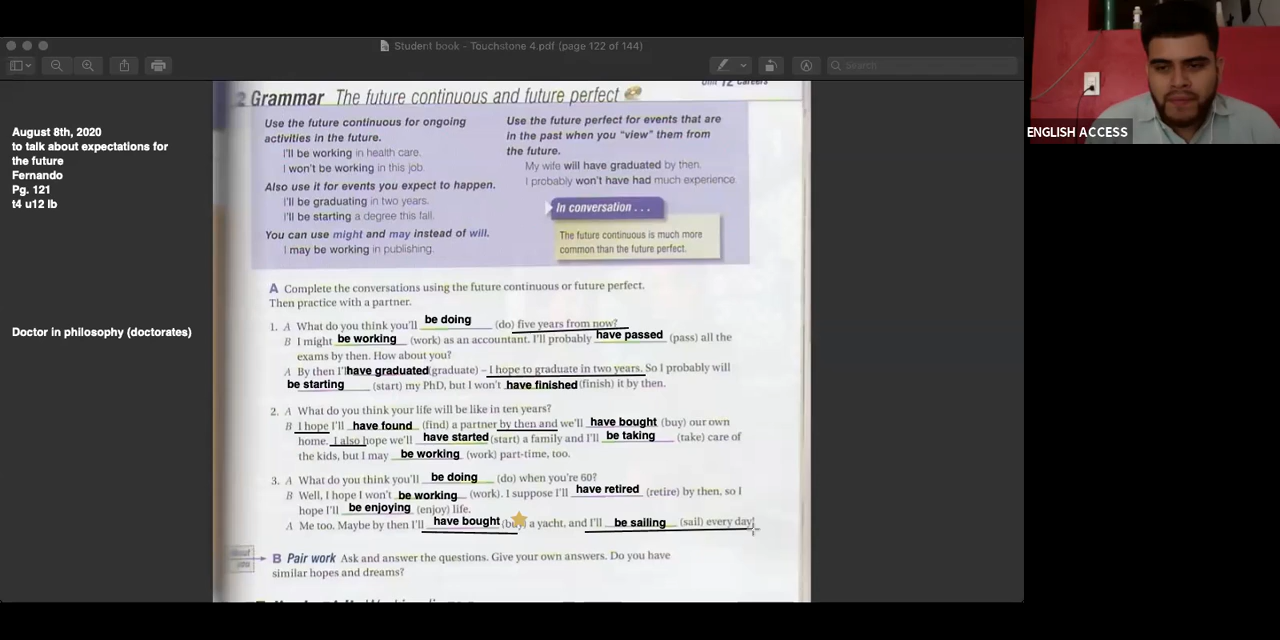 Student book - Touchstone 4.pdf (page 122 of 144)
Search
ENGLISH ACCESS
August 8th, 2020
to talk about expectations for
the future
Fernando
Pg. 121
t4 u12 lb
Doctor in philosophy (doctorates)
Unit 12 Careers
2 Grammar The future continuous and future perfect
Use the future continuous for ongoing
activities in the future.
I'll be working in health care.
I won't be working in this job.
Also use it for events you expect to happen.
I'll be graduating in two years.
I'll be starting a degree this fall.
You can use might and may instead of will.
I may be working in publishing.
Use the future perfect for events that are
in the past when you "view" them from
the future.
My wife will have graduated by then.
I probably won't have had much experience.
In conversation . . .
The future continuous is much more
common than the future perfect.
A Complete the conversations using the future continuous or future perfect.
Then practice with a partner.
1. A What do you think you'll be doing (do) five years from now?
B I might be working (work) as an accountant. I'll probably have passed (pass) all the
exams by then. How about you?
A By then I'll have graduated (graduate) – I hope to graduate in two years. So I probably will
be starting (start) my PhD, but I won't have finished (finish) it by then.
2. A What do you think your life will be like in ten years?
B I hope I'll have found (find) a partner by then and we'll have bought (buy) our own
home. I also hope we'll have started (start) a family and I'll be taking (take) care of
the kids, but I may be working (work) part-time, too.
3. A What do you think you'll be doing (do) when you're 60?
B Well, I hope I won't be working (work). I suppose I'll have retired (retire) by then, so I
hope I'll be enjoying (enjoy) life.
A Me too. Maybe by then I'll have bought (buy) a yacht, and I'll be sailing (sail) every day!
About
you
B Pair work Ask and answer the questions. Give your own answers. Do you have
similar hopes and dreams?